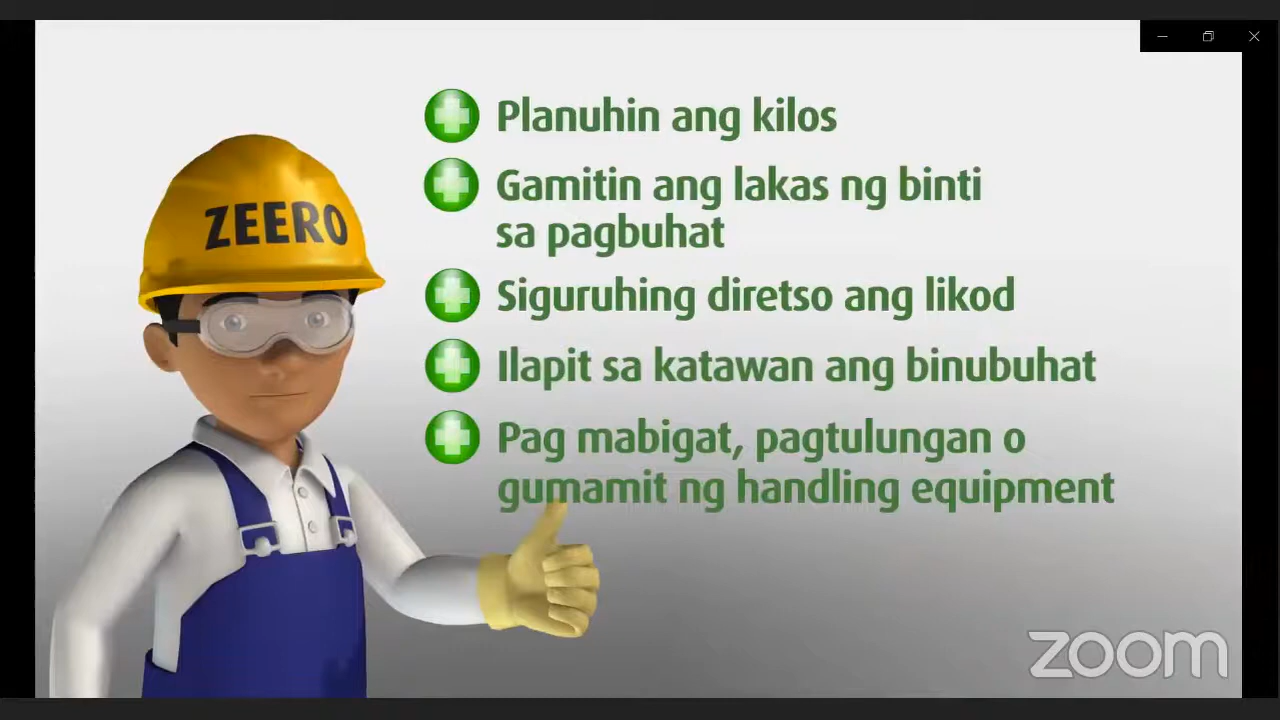 Planuhin ang kilos
Gamitin ang lakas ng binti
sa pagbuhat
Siguruhing diretso ang likod
Ilapit sa katawan ang binubuhat
Pag mabigat, pagtulungan o
gumamit ng handling equipment
ZEERO
zoom